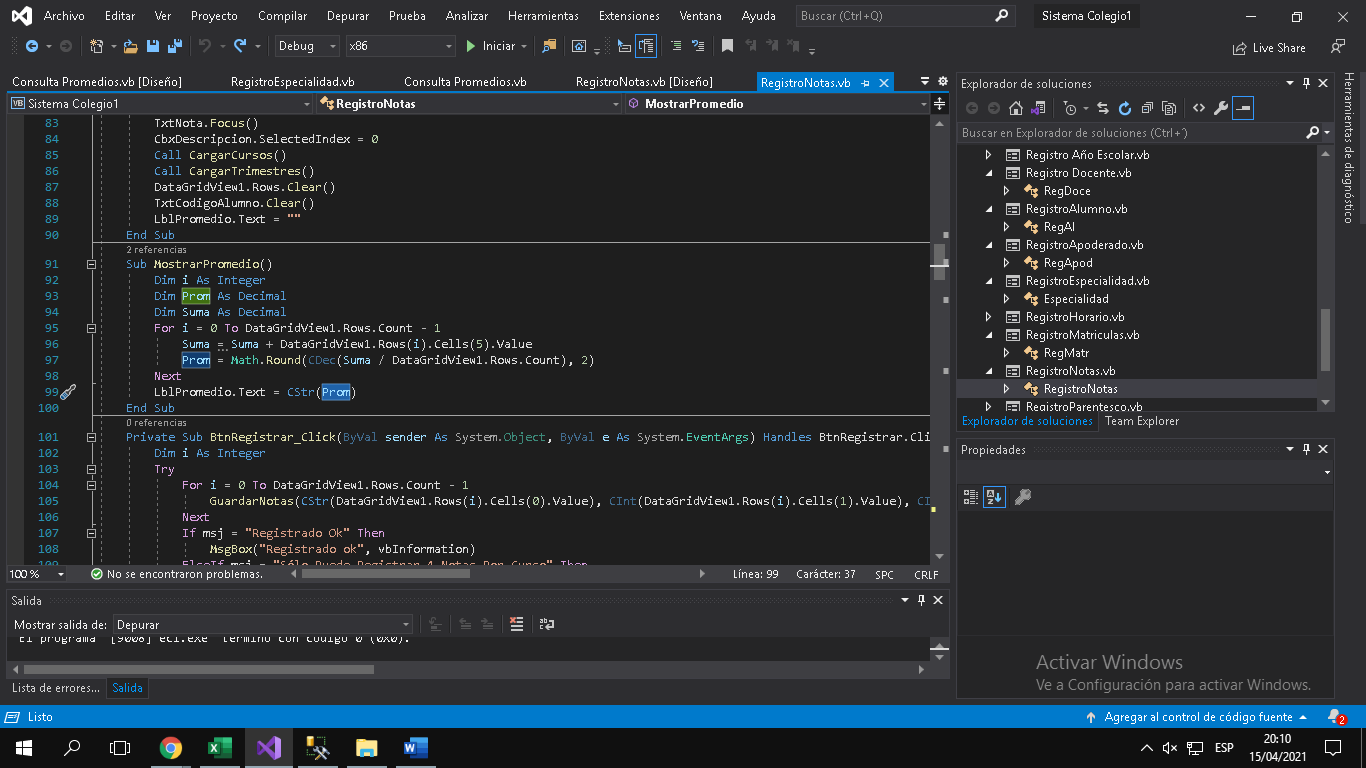 Archivo Editar Ver Proyecto Compilar Depurar Prueba Analizar Herramientas Extensiones Ventana Ayuda Buscar (Ctrl+Q) Sistema Colegio1
Debug x86 Iniciar Live Share
Consulta Promedios.vb [Diseño] RegistroEspecialidad.vb Consulta Promedios.vb RegistroNotas.vb [Diseño] RegistroNotas.vb
Sistema Colegio1 RegistroNotas MostrarPromedio
83 TxtNota.Focus()
84 CbxDescripcion.SelectedIndex = 0
85 Call CargarCursos()
86 Call CargarTrimestres()
87 DataGridView1.Rows.Clear()
88 TxtCodigoAlumno.Clear()
89 LblPromedio.Text = ""
90 End Sub
2 referencias
91 Sub MostrarPromedio()
92 Dim i As Integer
93 Dim Prom As Decimal
94 Dim Suma As Decimal
95 For i = 0 To DataGridView1.Rows.Count - 1
96 Suma = Suma + DataGridView1.Rows(i).Cells(5).Value
97 Prom = Math.Round(CDec(Suma / DataGridView1.Rows.Count), 2)
98 Next
99 LblPromedio.Text = CStr(Prom)
100 End Sub
0 referencias
101 Private Sub BtnRegistrar_Click(ByVal sender As System.Object, ByVal e As System.EventArgs) Handles BtnRegistrar.Cli
102 Dim i As Integer
103 Try
104 For i = 0 To DataGridView1.Rows.Count - 1
105 GuardarNotas(CStr(DataGridView1.Rows(i).Cells(0).Value), CInt(DataGridView1.Rows(i).Cells(1).Value), CI
106 Next
107 If msj = "Registrado Ok" Then
108 MsgBox("Registrado ok", vbInformation)
109 ElseIf msj = "Sólo Puede Registrar 4 Notas Por Curso" Then
100 % No se encontraron problemas. Línea: 99 Carácter: 37 SPC CRLF
Salida
Mostrar salida de: Depurar
El programa '[9008] ec1.exe' terminó con código 0 (0x0).
Lista de errores... Salida
Explorador de soluciones
Buscar en Explorador de soluciones (Ctrl+´)
Registro Año Escolar.vb
Registro Docente.vb
RegDoce
RegistroAlumno.vb
RegAl
RegistroApoderado.vb
RegApod
RegistroEspecialidad.vb
Especialidad
RegistroHorario.vb
RegistroMatriculas.vb
RegMatr
RegistroNotas.vb
RegistroNotas
RegistroParentesco.vb
Explorador de soluciones Team Explorer
Propiedades
Herramientas de diagnóstico
Activar Windows
Ve a Configuración para activar Windows.
Listo Agregar al control de código fuente 2
ESP 20:10
15/04/2021